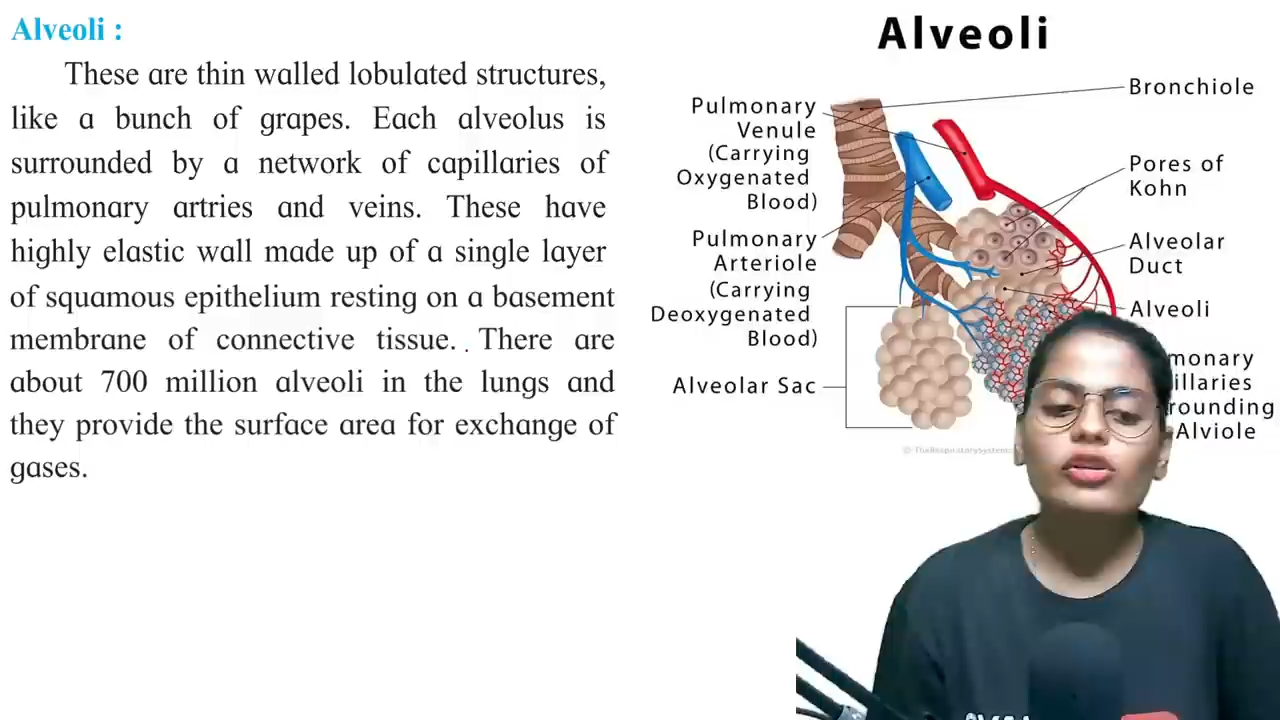 Alveoli :
These are thin walled lobulated structures,
like a bunch of grapes. Each alveolus is
surrounded by a network of capillaries of
pulmonary artries and veins. These have
highly elastic wall made up of a single layer
of squamous epithelium resting on a basement
membrane of connective tissue. There are
about 700 million alveoli in the lungs and
they provide the surface area for exchange of
gases.
Alveoli
Pulmonary
Venule
(Carrying
Oxygenated
Blood)
Pulmonary
Arteriole
(Carrying
Deoxygenated
Blood)
Alveolar Sac
Bronchiole
Pores of
Kohn
Alveolar
Duct
Alveoli
monary
illaries
rounding
Alviole
© TheRespiratorySystem